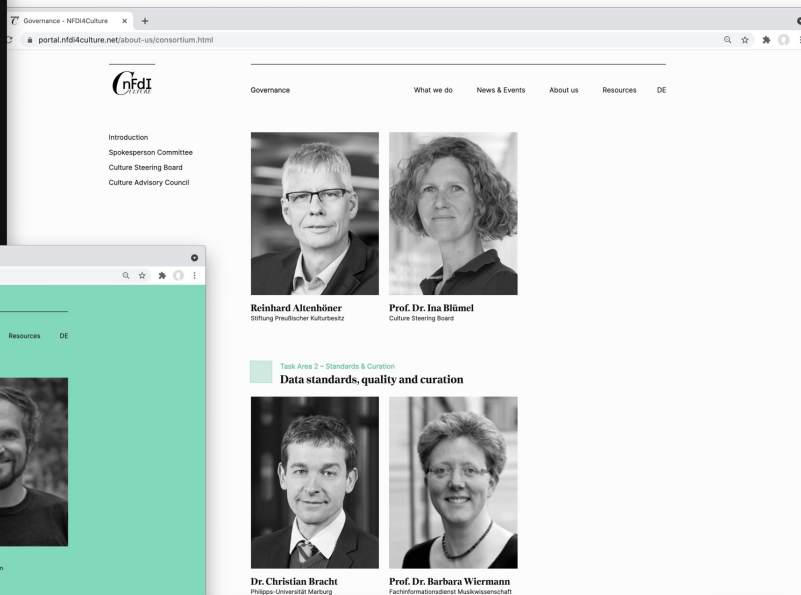 Governance - NFDI4Culture
portal.nfdi4culture.net/about-us/consortium.html
nFdI
CULTURE
Governance
What we do
News & Events
About us
Resources
DE
Introduction
Spokesperson Committee
Culture Steering Board
Culture Advisory Council
Reinhard Altenhöner
Stiftung Preußischer Kulturbesitz
Prof. Dr. Ina Blümel
Culture Steering Board
Task Area 2 – Standards & Curation
Data standards, quality and curation
Dr. Christian Bracht
Philipps-Universität Marburg
Prof. Dr. Barbara Wiermann
Fachinformationsdienst Musikwissenschaft
Resources
DE